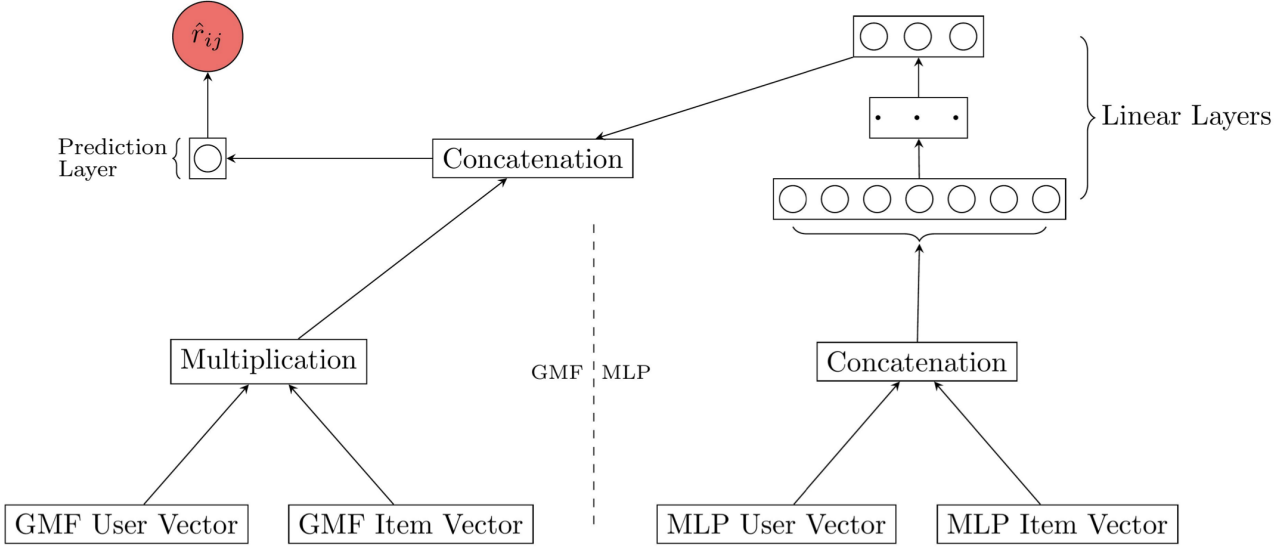 r̂ij
Linear Layers
Prediction
Layer
Concatenation
Multiplication
GMF
MLP
Concatenation
GMF User Vector
GMF Item Vector
MLP User Vector
MLP Item Vector